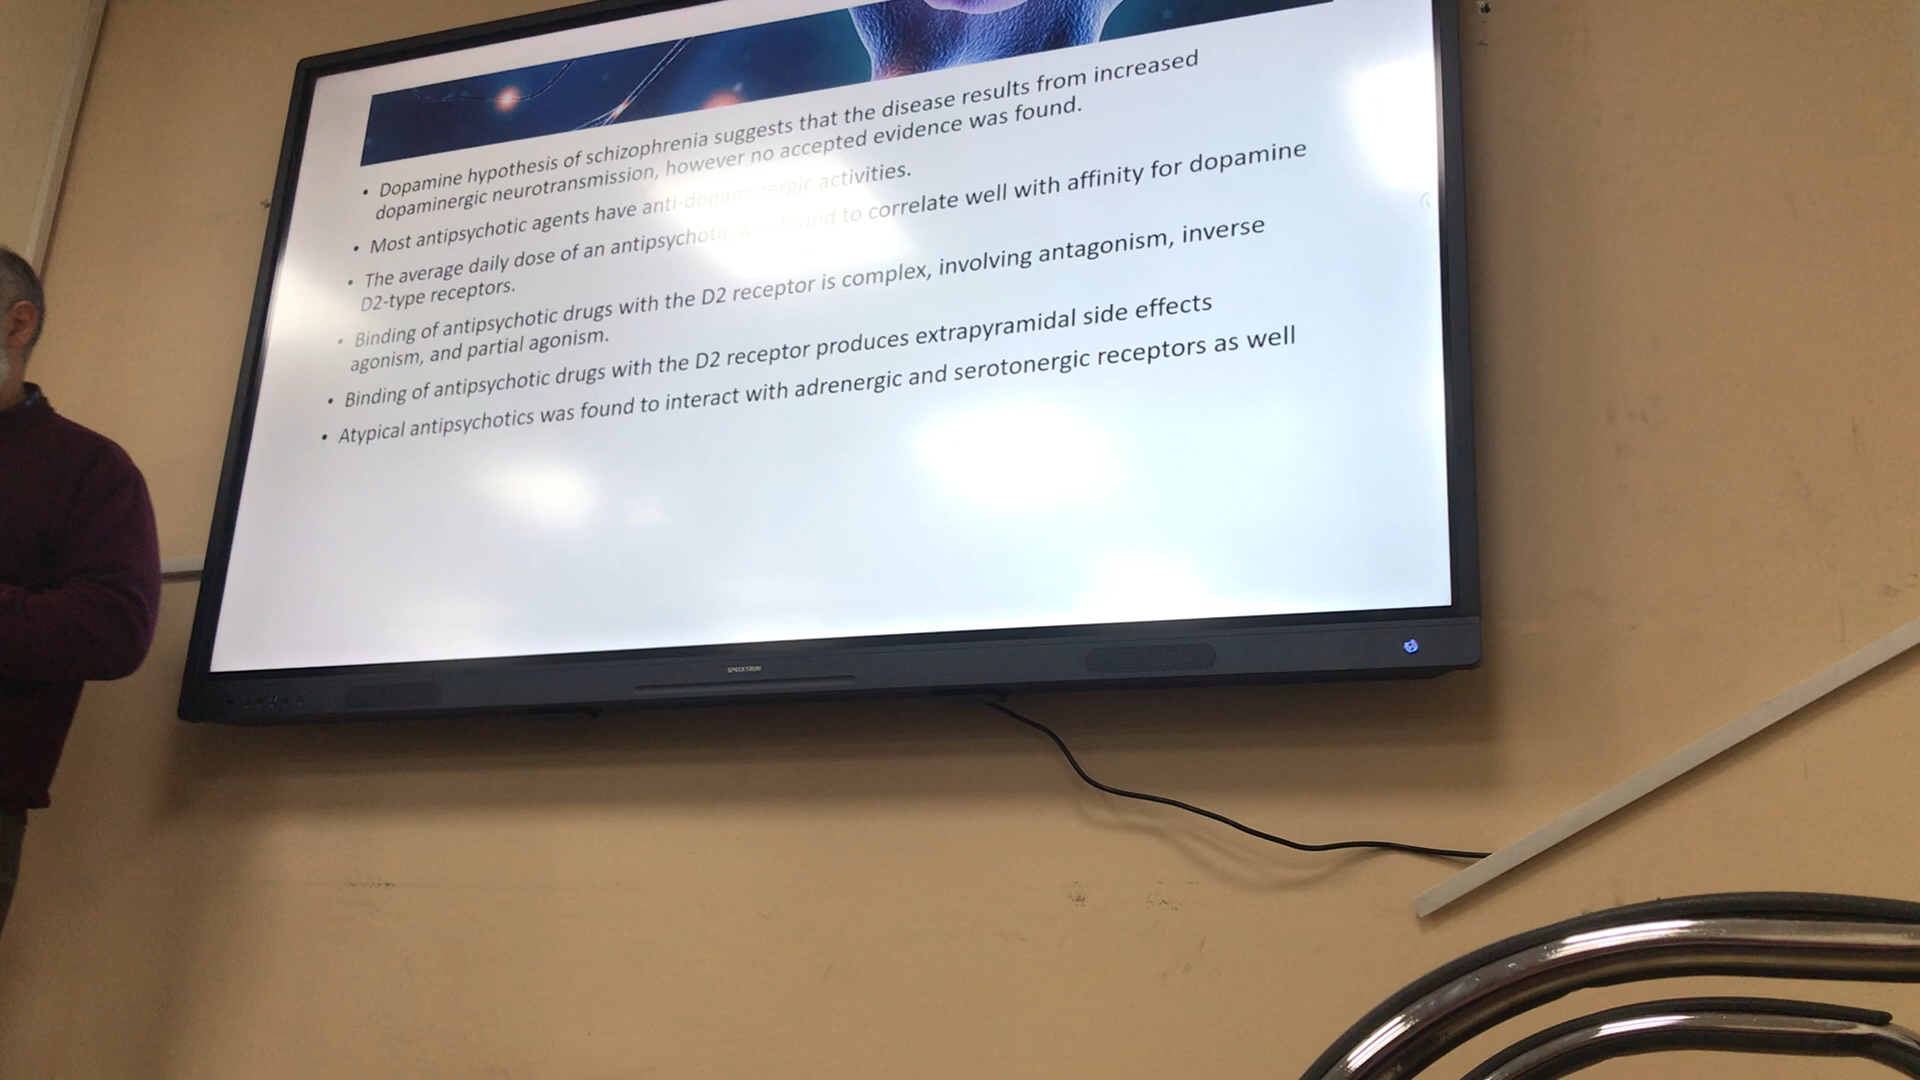 • Dopamine hypothesis of schizophrenia suggests that the disease results from increased
dopaminergic neurotransmission, however no accepted evidence was found.
• Most antipsychotic agents have anti-dopaminergic activities.
• The average daily dose of an antipsychotic found to correlate well with affinity for dopamine
D2-type receptors.
• Binding of antipsychotic drugs with the D2 receptor is complex, involving antagonism, inverse
agonism, and partial agonism.
• Binding of antipsychotic drugs with the D2 receptor produces extrapyramidal side effects
• Atypical antipsychotics was found to interact with adrenergic and serotonergic receptors as well
SPECKTRON